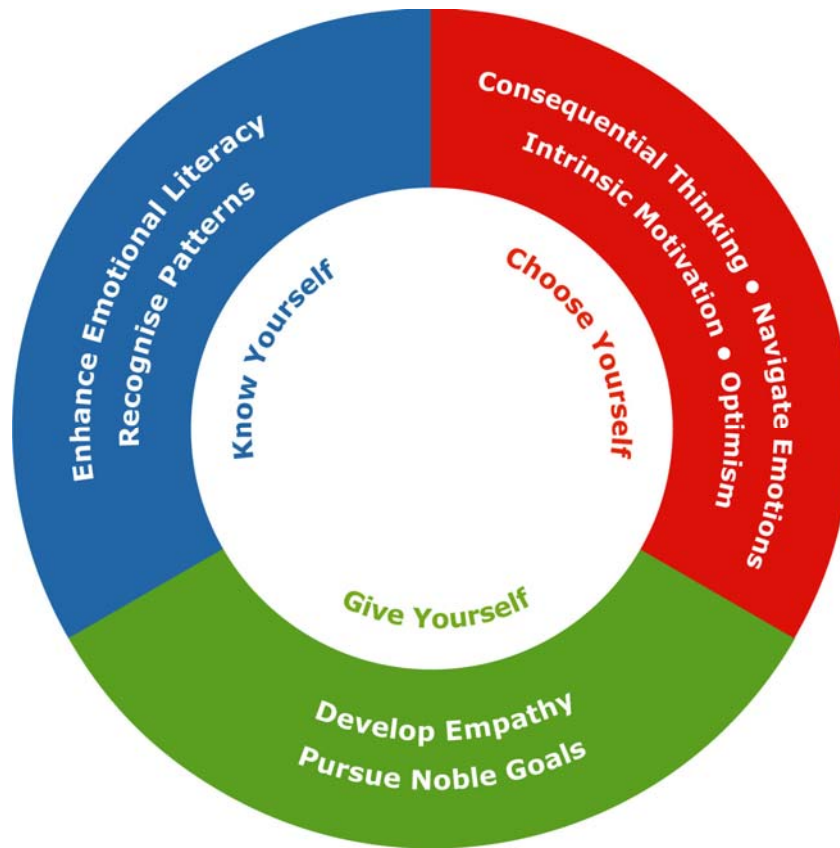 Enhance Emotional Literacy
Recognise Patterns
Know Yourself
Consequential Thinking • Navigate Emotions
Intrinsic Motivation • Optimism
Choose Yourself
Give Yourself
Develop Empathy
Pursue Noble Goals